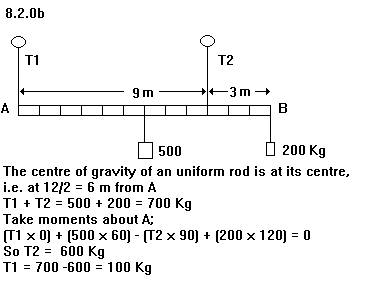 8.2.0b
T1
T2
9 m
3 m
A
B
500
200 Kg
The centre of gravity of an uniform rod is at its centre,
i.e. at 12/2 = 6 m from A
T1 + T2 = 500 + 200 = 700 Kg
Take moments about A;
(T1 x 0) + (500 x 60) - (T2 x 90) + (200 x 120) = 0
So T2 =  600 Kg
T1 = 700 -600 = 100 Kg